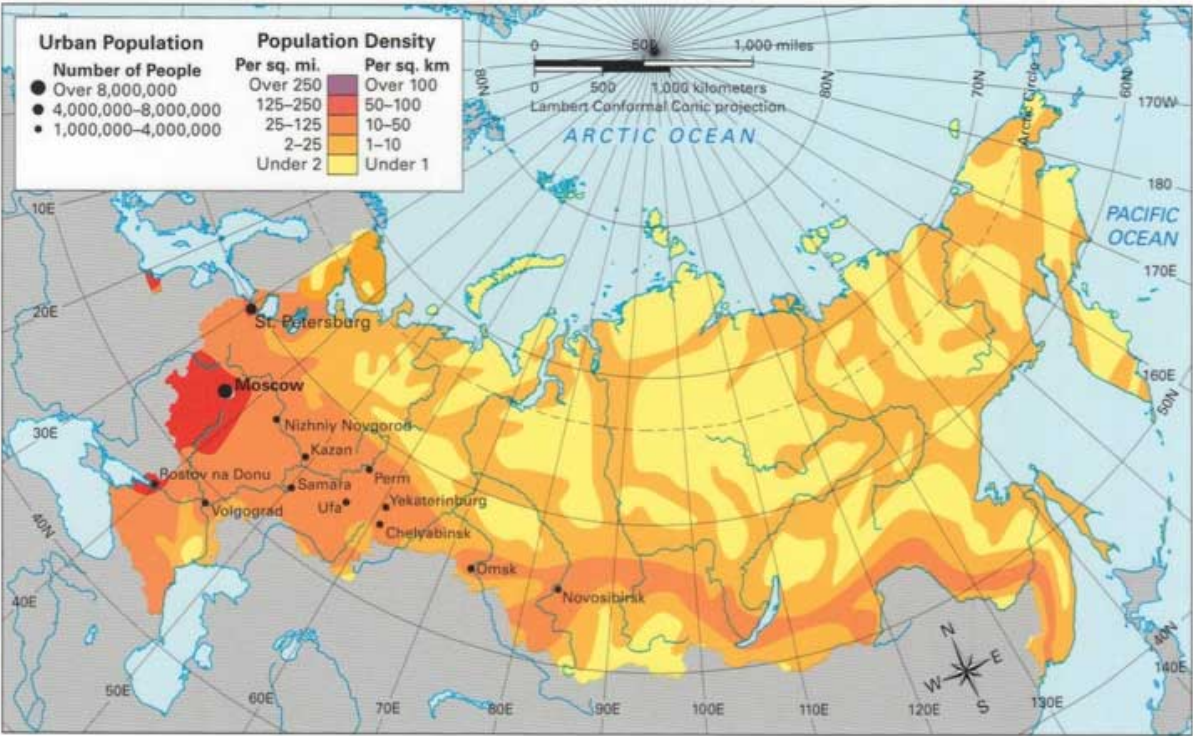 Urban Population
Number of People
Over 8,000,000
4,000,000–8,000,000
1,000,000–4,000,000
Population Density
Per sq. mi. Per sq. km
Over 250 Over 100
125–250 50–100
25–125 10–50
2–25 1–10
Under 2 Under 1
0 500 1,000 miles
0 500 1,000 kilometers
Lambert Conformal Conic projection
ARCTIC OCEAN
80N
80N
70N
Arctic Circle
60N
170W
180
PACIFIC
OCEAN
170E
160E
50N
10E
20E
30E
40N
40E
St. Petersburg
Moscow
Nizhniy Novgorod
Kazan
Rostov na Donu
Samara
Perm
Volgograd
Ufa
Yekaterinburg
Chelyabinsk
Omsk
Novosibirsk
N
W E
S
50E
60E
70E
80E
90E
100E
110E
120E
130E
40N
140E